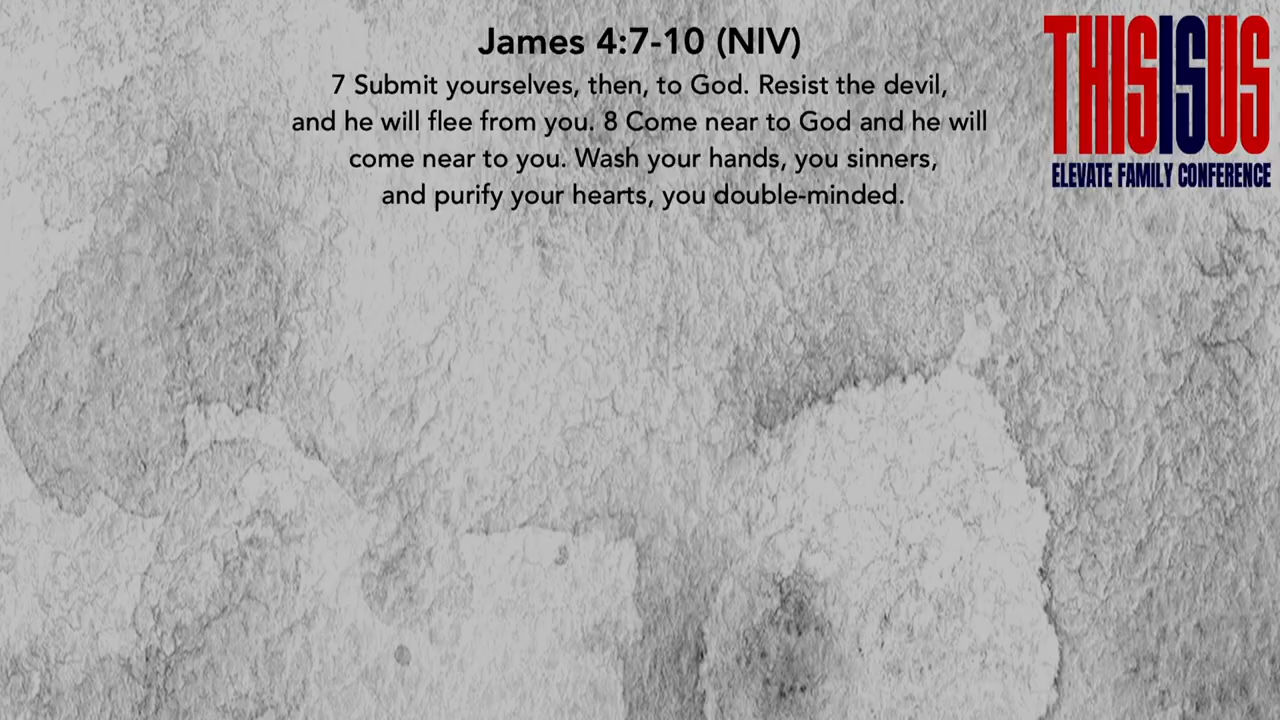 James 4:7-10 (NIV)
7 Submit yourselves, then, to God. Resist the devil,
and he will flee from you. 8 Come near to God and he will
come near to you. Wash your hands, you sinners,
and purify your hearts, you double-minded.
THISISUS
ELEVATE FAMILY CONFERENCE